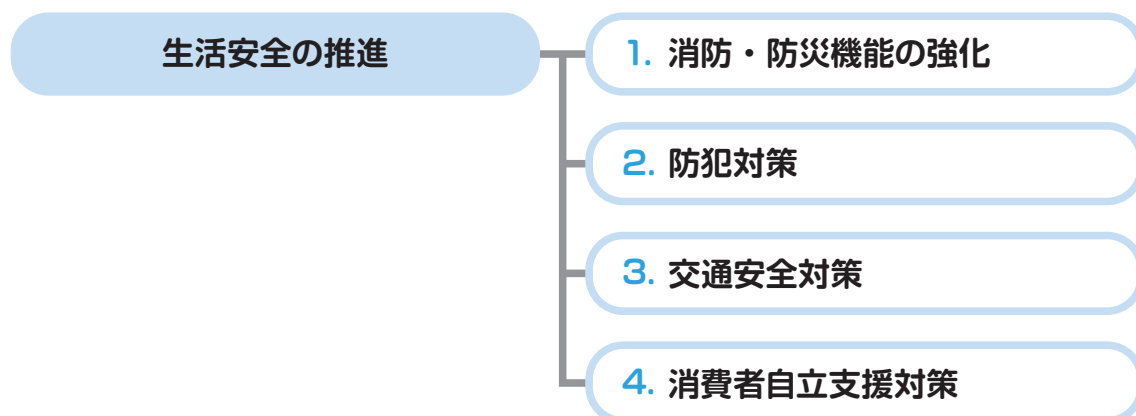 生活安全の推進
1. 消防・防災機能の強化
2. 防犯対策
3. 交通安全対策
4. 消費者自立支援対策